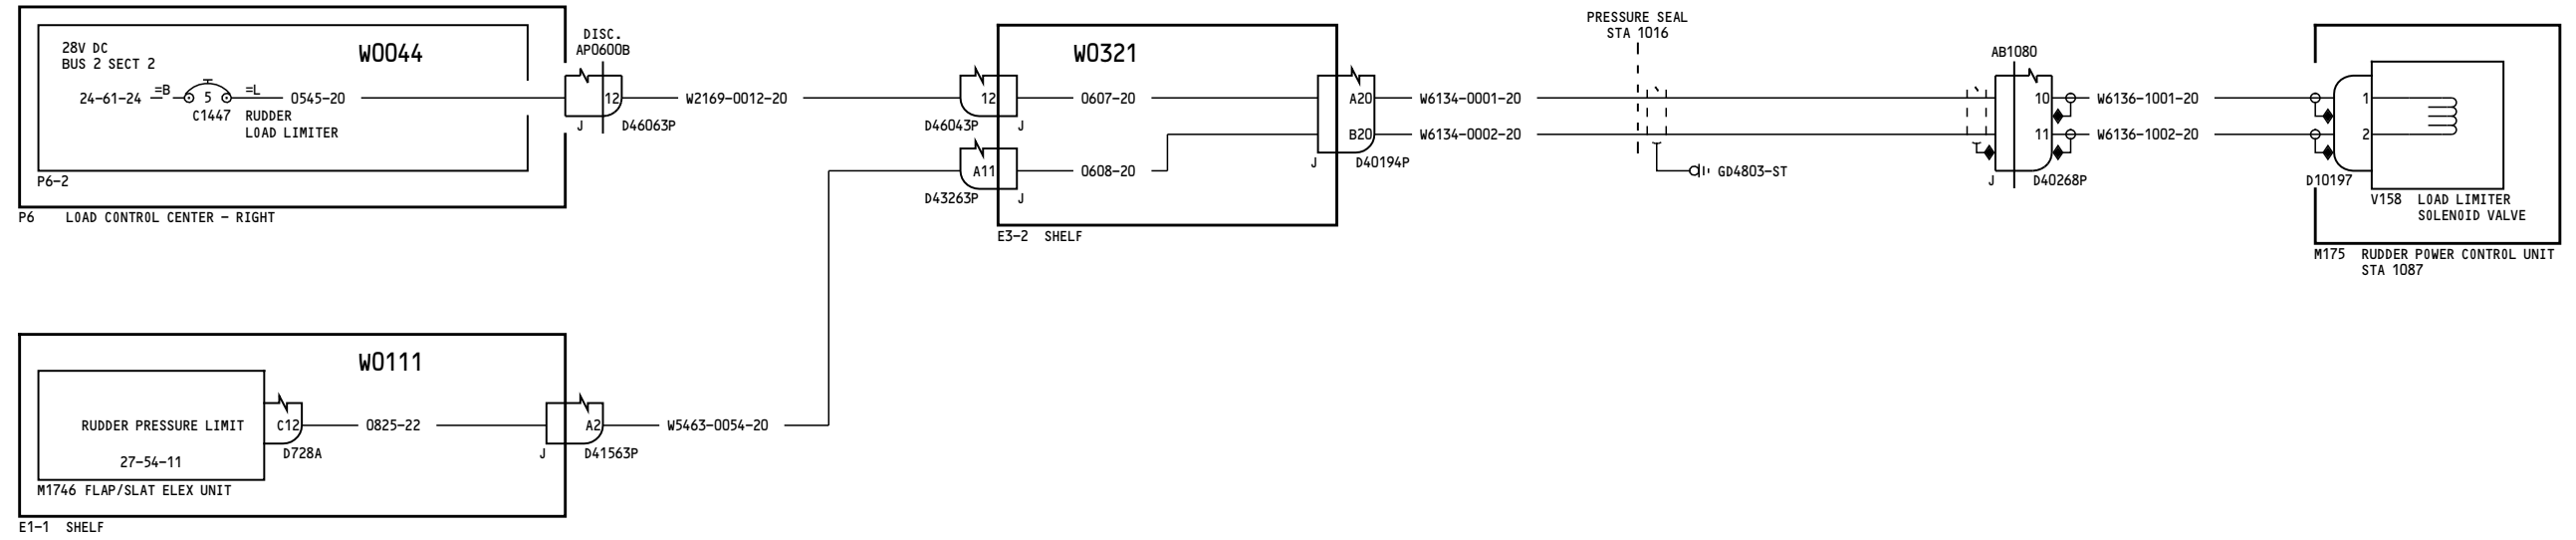 28V DC
BUS 2 SECT 2
W0044
24-61-24
=B
5
=L
0545-20
C1447
RUDDER
LOAD LIMITER
P6-2
P6 LOAD CONTROL CENTER - RIGHT
DISC.
AP0600B
12
J
D46063P
W2169-0012-20
W0321
12
D46043P
J
0607-20
A11
D43263P
J
0608-20
E3-2 SHELF
A20
B20
J
D40194P
W6134-0001-20
W6134-0002-20
PRESSURE SEAL
STA 1016
GD4803-ST
AB1080
10
11
J
D40268P
W6136-1001-20
W6136-1002-20
1
2
D10197
V158 LOAD LIMITER
SOLENOID VALVE
M175 RUDDER POWER CONTROL UNIT
STA 1087
W0111
RUDDER PRESSURE LIMIT
27-54-11
C12
D728A
0825-22
M1746 FLAP/SLAT ELEX UNIT
E1-1 SHELF
J
A2
D41563P
W5463-0054-20